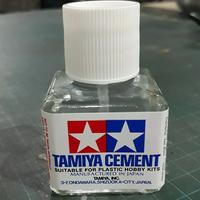 TAMIYA CEMENT
SUITABLE FOR PLASTIC HOBBY KITS
MANUFACTURED IN JAPAN
TAMIYA, INC.
3-7, ONDAWARA, SHIZUOKA-CITY, JAPAN.